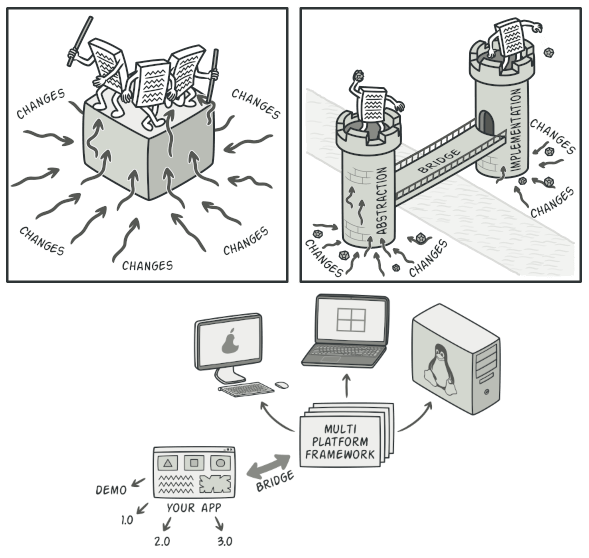 CHANGES
CHANGES
CHANGES
CHANGES
CHANGES
ABSTRACTION
BRIDGE
IMPLEMENTATION
CHANGES
CHANGES
CHANGES
CHANGES
MULTI
PLATFORM
FRAMEWORK
BRIDGE
YOUR APP
DEMO
1.0
2.0
3.0